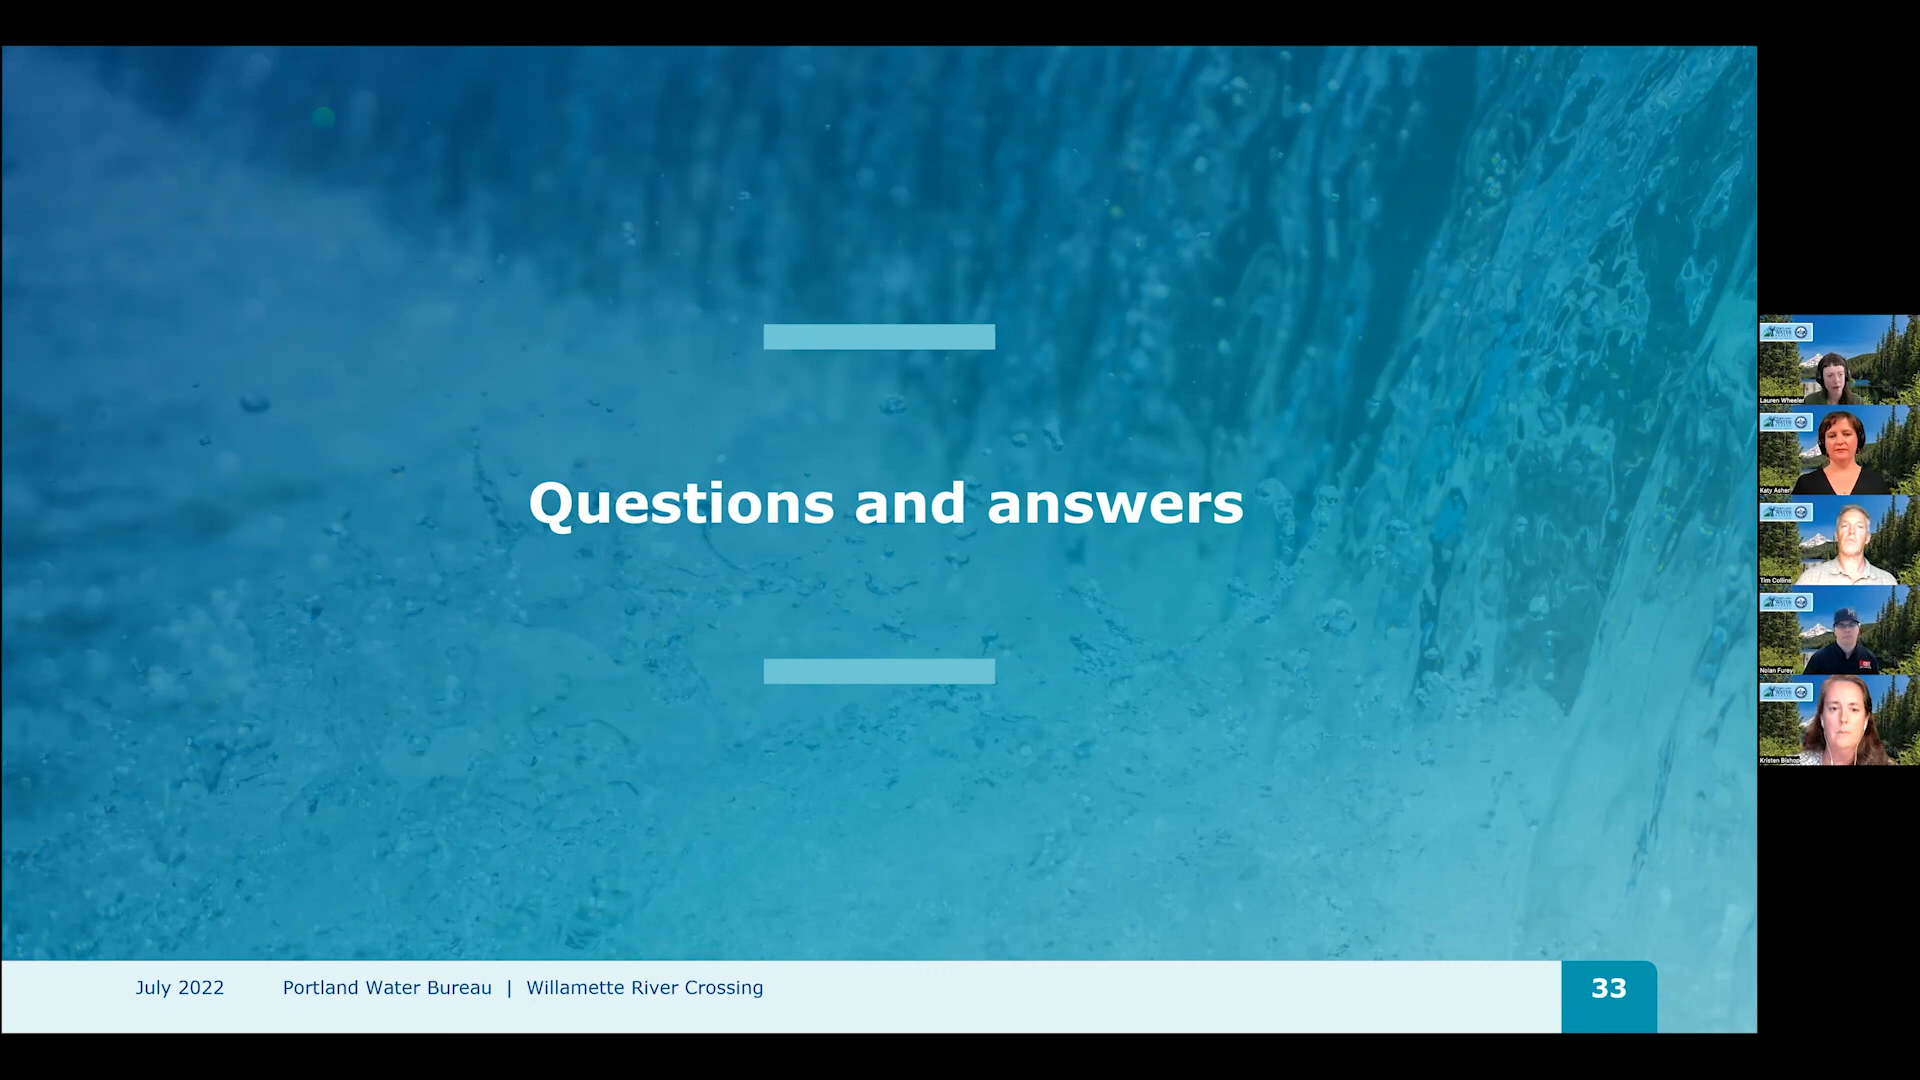 Questions and answers
July 2022
Portland Water Bureau | Willamette River Crossing
33
Lauren Wheeler
Katy Asher
Tim Collins
Nolan Furey
Kristen Bishop